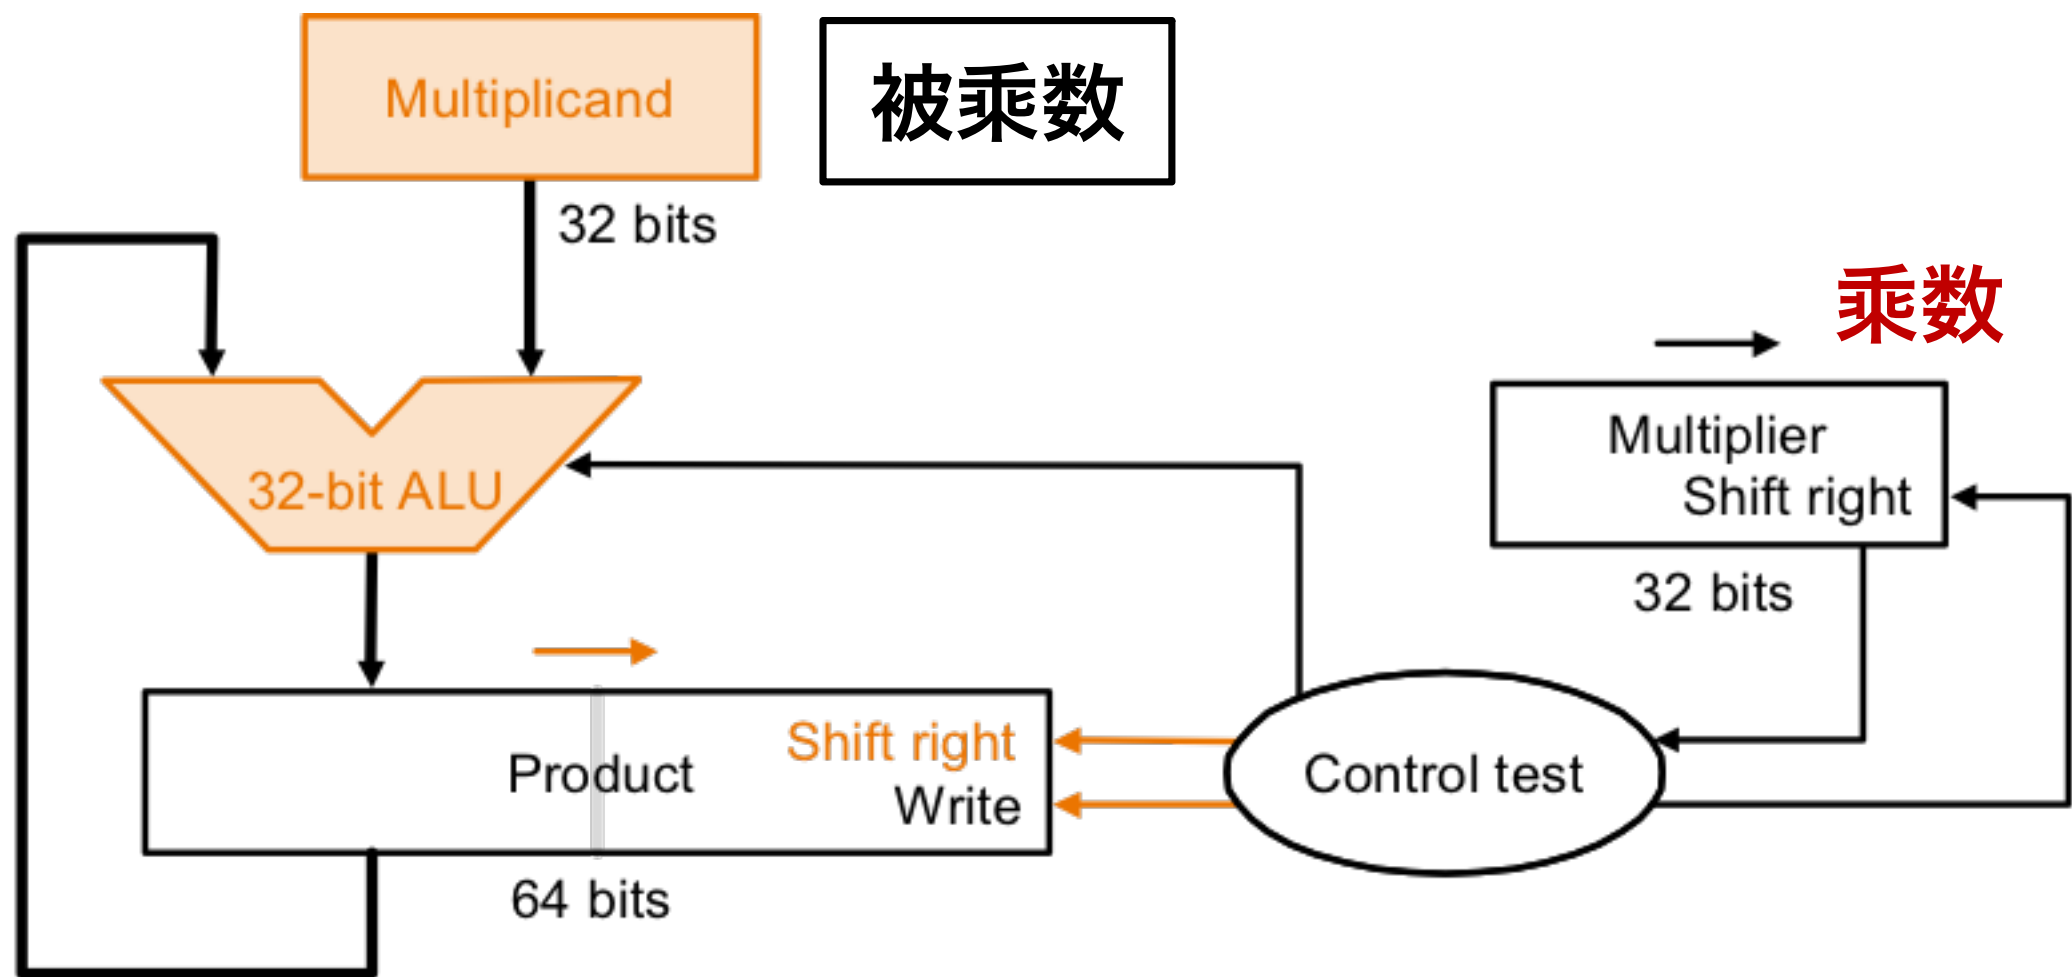 Multiplicand
被乘数
32 bits
乘数
Multiplier
Shift right
32-bit ALU
32 bits
Shift right
Product
Write
Control test
64 bits